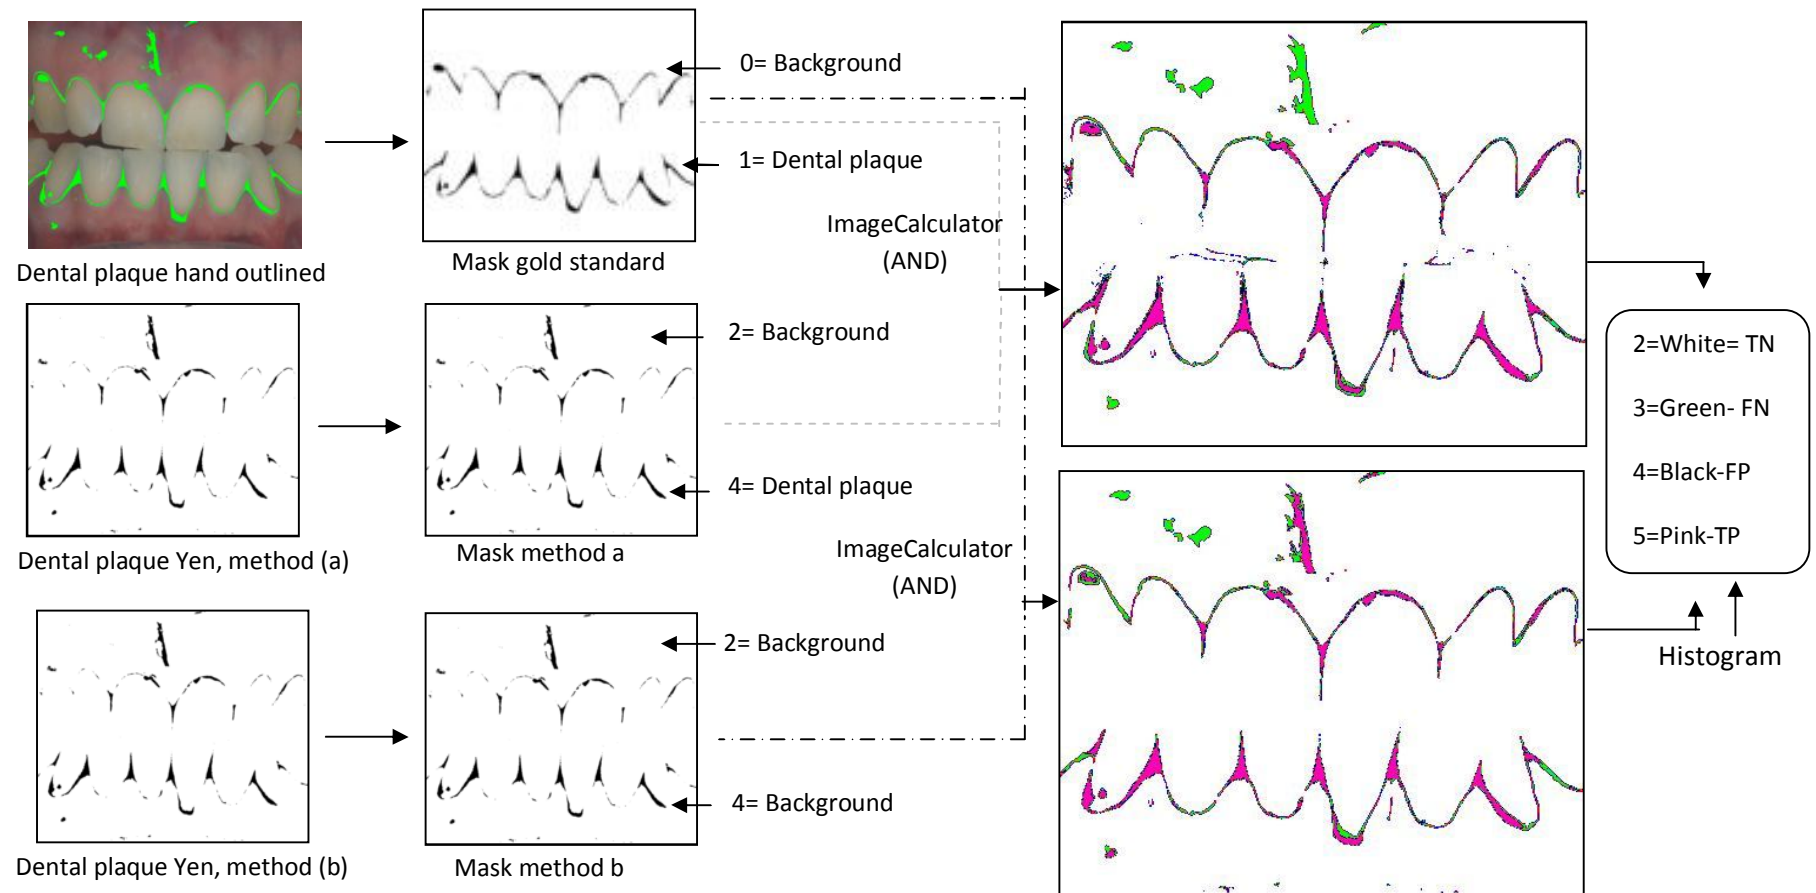 0= Background
1= Dental plaque
ImageCalculator
(AND)
Dental plaque hand outlined
Mask gold standard
2= Background
4= Dental plaque
Dental plaque Yen, method (a)
Mask method a
ImageCalculator
(AND)
2= Background
4= Background
Dental plaque Yen, method (b)
Mask method b
2=White= TN
3=Green- FN
4=Black-FP
5=Pink-TP
Histogram